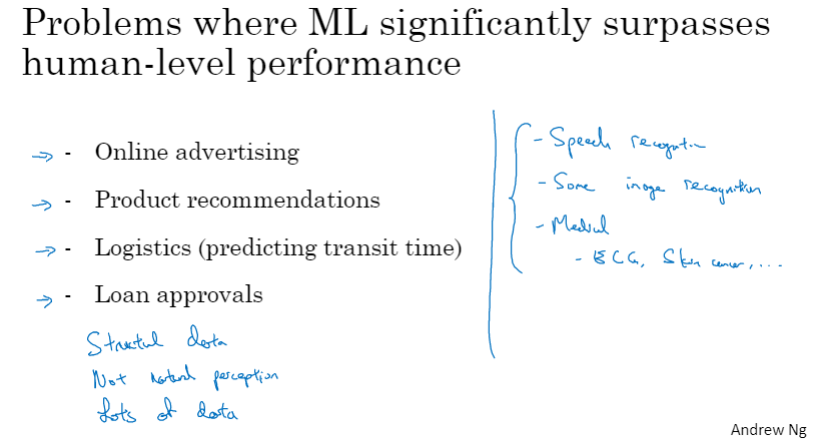 Problems where ML significantly surpasses
human-level performance
- Online advertising
- Product recommendations
- Logistics (predicting transit time)
- Loan approvals
Structural data
Not natural perception
Lots of data
- Speech recognition
- Some image recognition
- Medical
- ECG, Skin cancer, ....
Andrew Ng